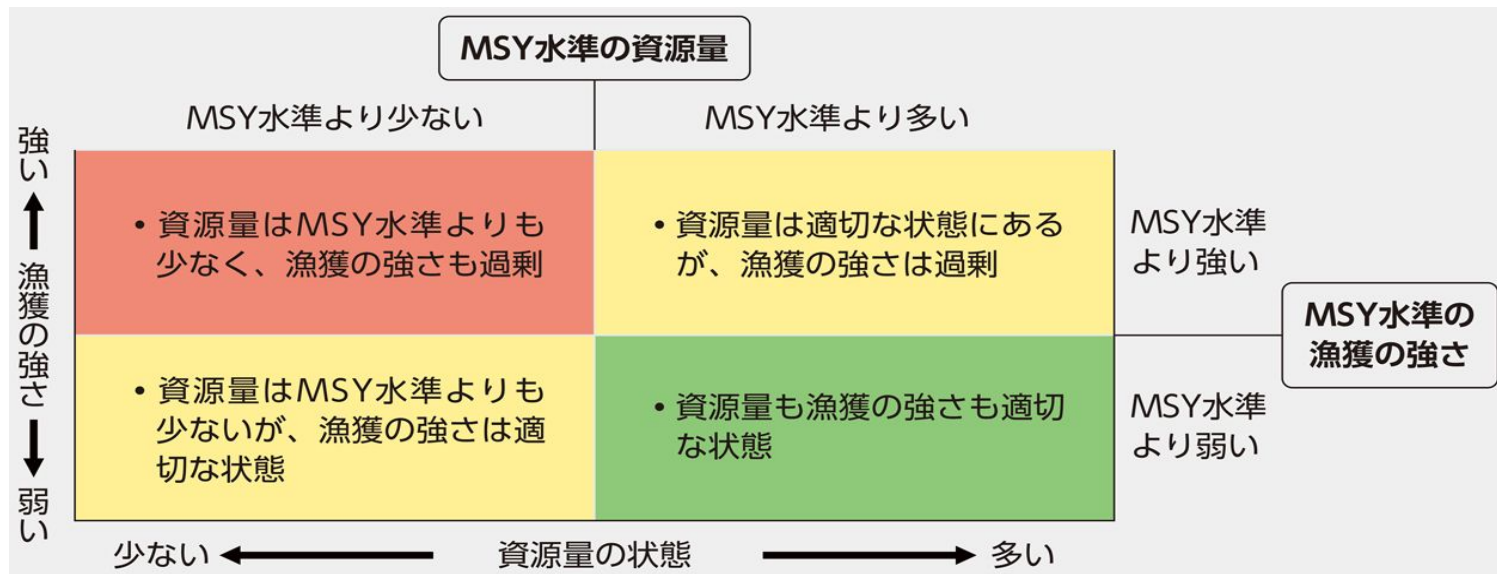 MSY水準の資源量
MSY水準より少ない
MSY水準より多い
強い
漁獲の強さ
弱い
• 資源量はMSY水準よりも
少なく、漁獲の強さも過剰
• 資源量は適切な状態にある
が、漁獲の強さは過剰
MSY水準
より強い
MSY水準の
漁獲の強さ
• 資源量はMSY水準よりも
少ないが、漁獲の強さは適
切な状態
• 資源量も漁獲の強さも適切
な状態
MSY水準
より弱い
少ない
資源量の状態
多い